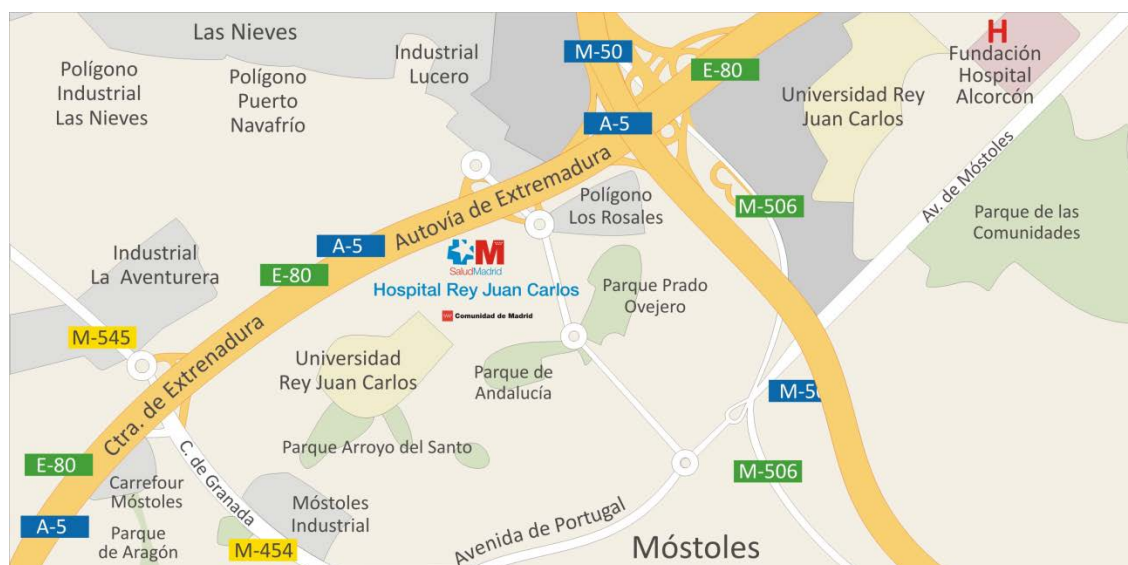 Las Nieves
Polígono
Industrial
Las Nieves
Polígono
Puerto
Navafrío
Industrial
Lucero
M-50
E-80
A-5
Universidad Rey
Juan Carlos
H
Fundación
Hospital
Alcorcón
Av. de Móstoles
Parque de las
Comunidades
M-506
Polígono
Los Rosales
Autovía de Extremadura
A-5
E-80
Industrial
La Aventurera
M
SaludMadrid
Hospital Rey Juan Carlos
Comunidad de Madrid
Parque Prado
Ovejero
M-545
Ctra. de Extrenadura
Universidad
Rey Juan Carlos
Parque de
Andalucía
M-50
Parque Arroyo del Santo
E-80
C. de Granada
Carrefour
Móstoles
M-506
A-5
Parque
de Aragón
Móstoles
Industrial
M-454
Avenida de Portugal
Móstoles